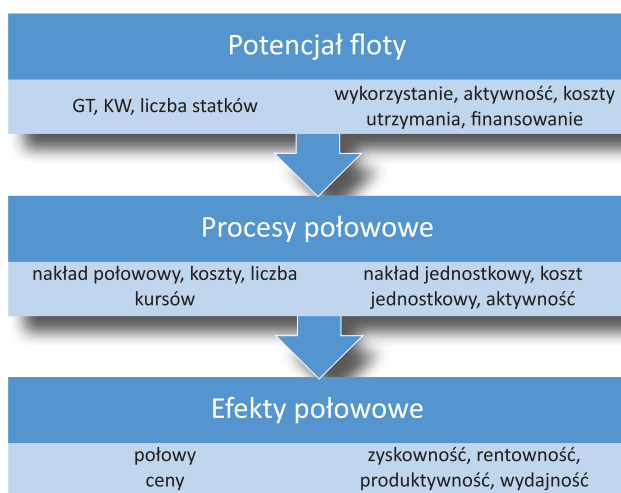 Potencjał floty
GT, KW, liczba statków
wykorzystanie, aktywność, koszty
utrzymania, finansowanie
Procesy połowowe
nakład połowowy, koszty, liczba
kursów
nakład jednostkowy, koszt
jednostkowy, aktywność
Efekty połowowe
połowy
ceny
zyskowność, rentowność,
produktywność, wydajność